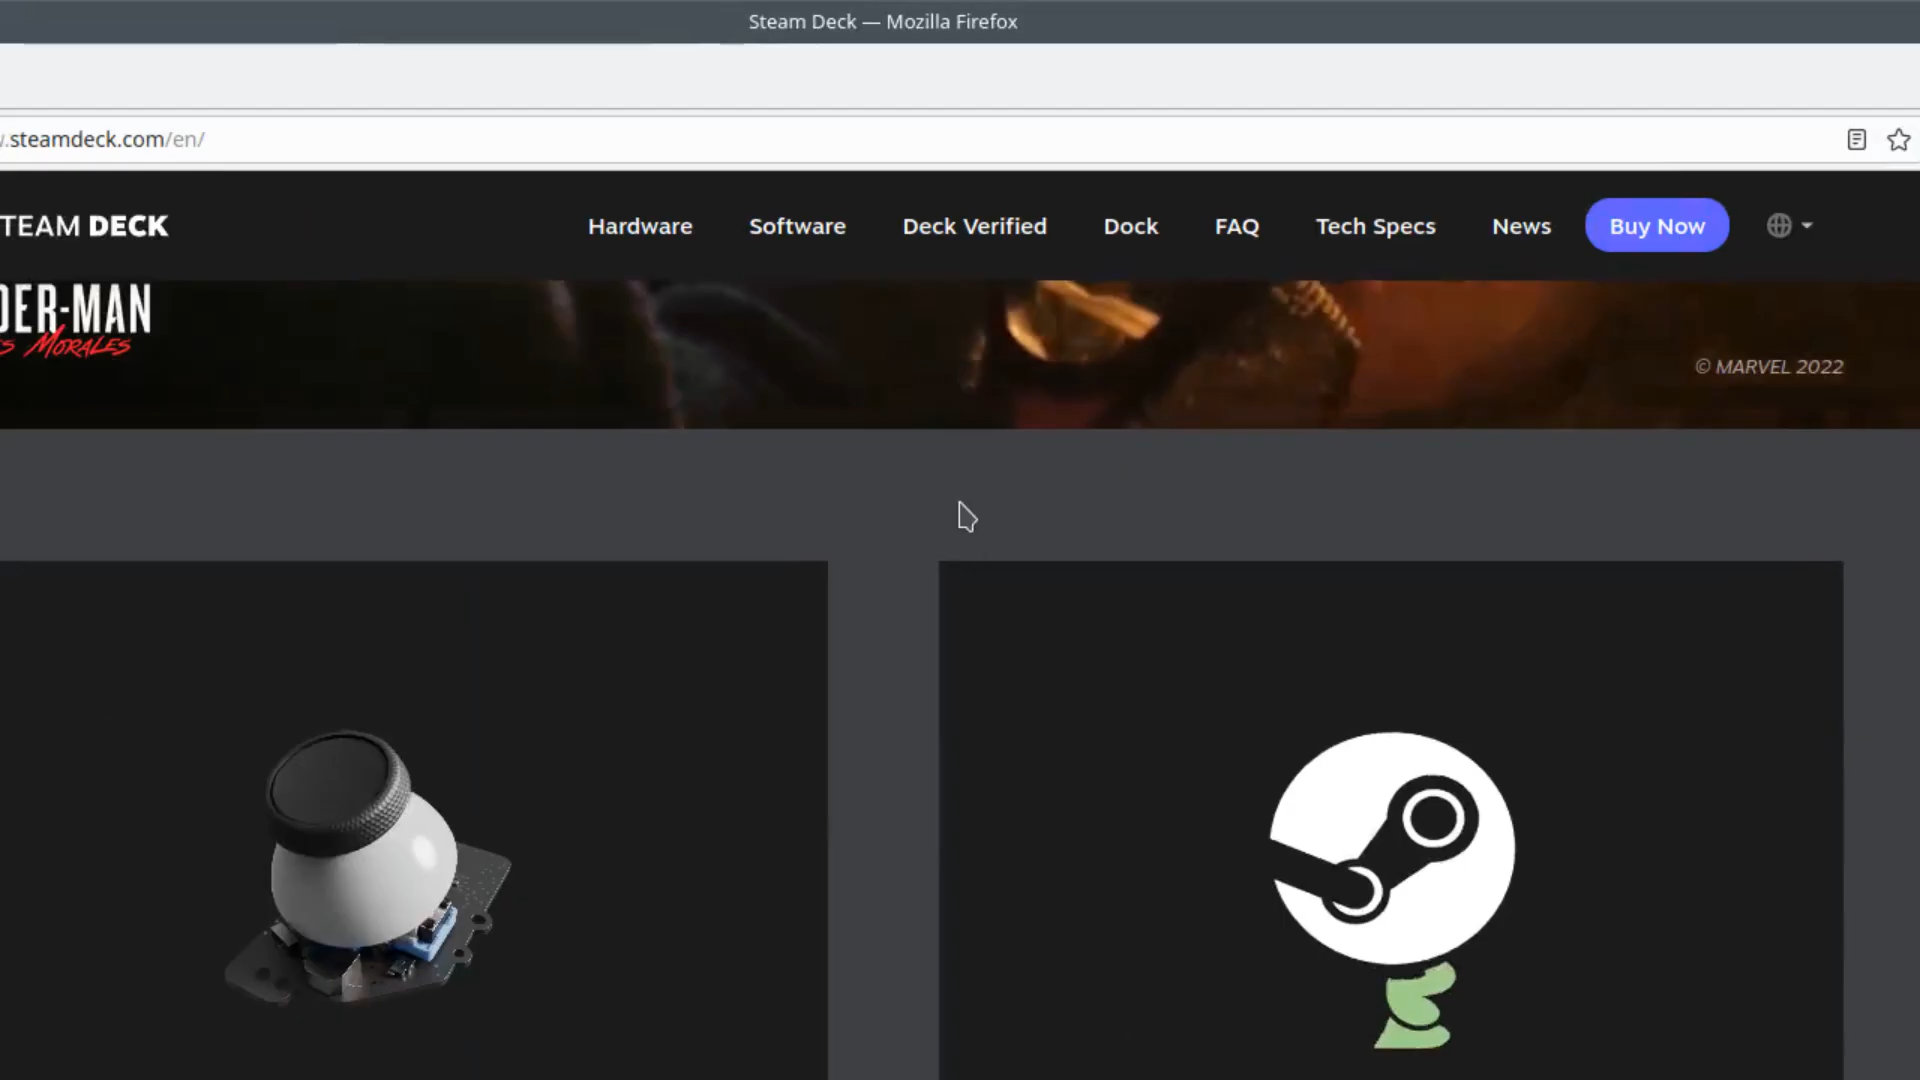 Steam Deck — Mozilla Firefox
.steamdeck.com/en/
TEAM DECK
Hardware
Software
Deck Verified
Dock
FAQ
Tech Specs
News
Buy Now
DER-MAN
S MORALES
© MARVEL 2022